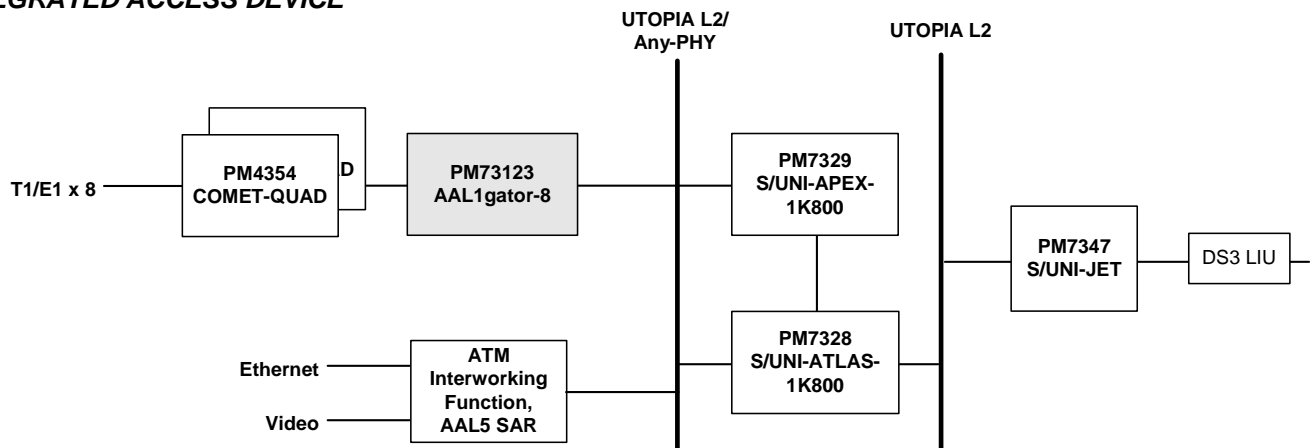 EGRATED ACCESS DEVICE
UTOPIA L2/
Any-PHY
UTOPIA L2
T1/E1 x 8
PM4354
COMET-QUAD
D
PM73123
AAL1gator-8
PM7329
S/UNI-APEX-
1K800
PM7347
S/UNI-JET
DS3 LIU
Ethernet
Video
ATM
Interworking
Function,
AAL5 SAR
PM7328
S/UNI-ATLAS-
1K800